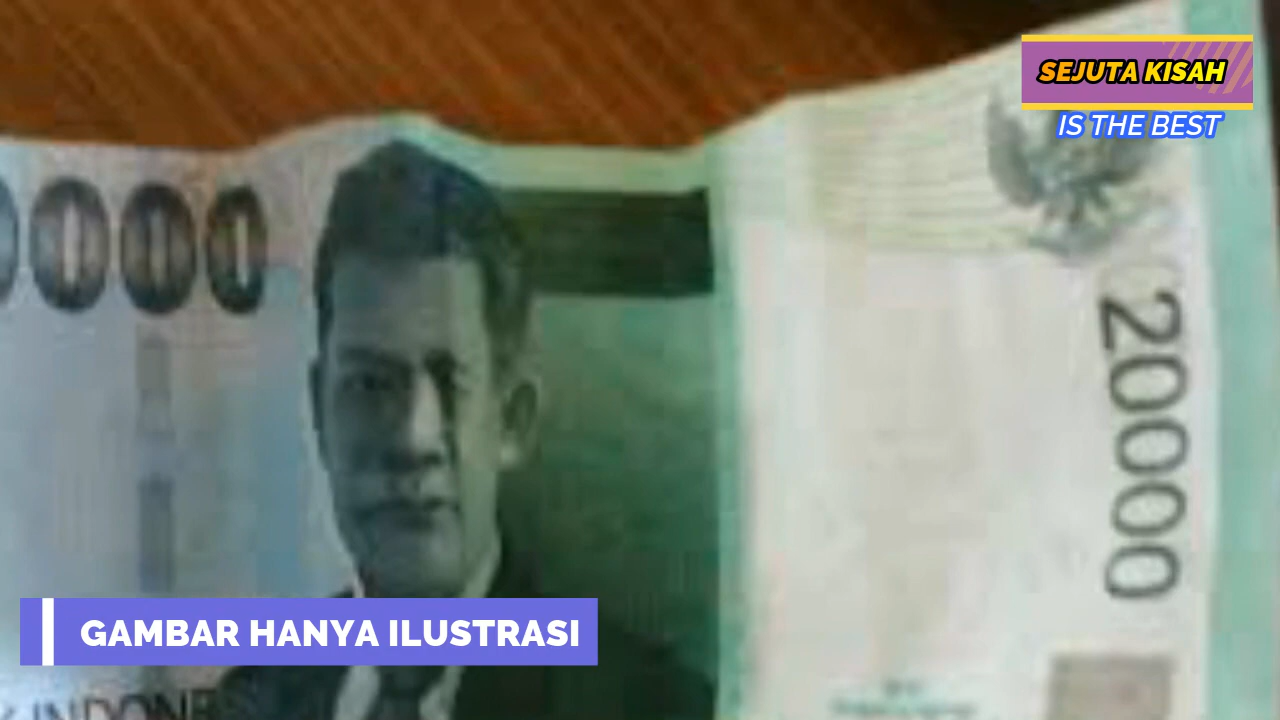 SEJUTA KISAH
IS THE BEST
0000
20000
GAMBAR HANYA ILUSTRASI